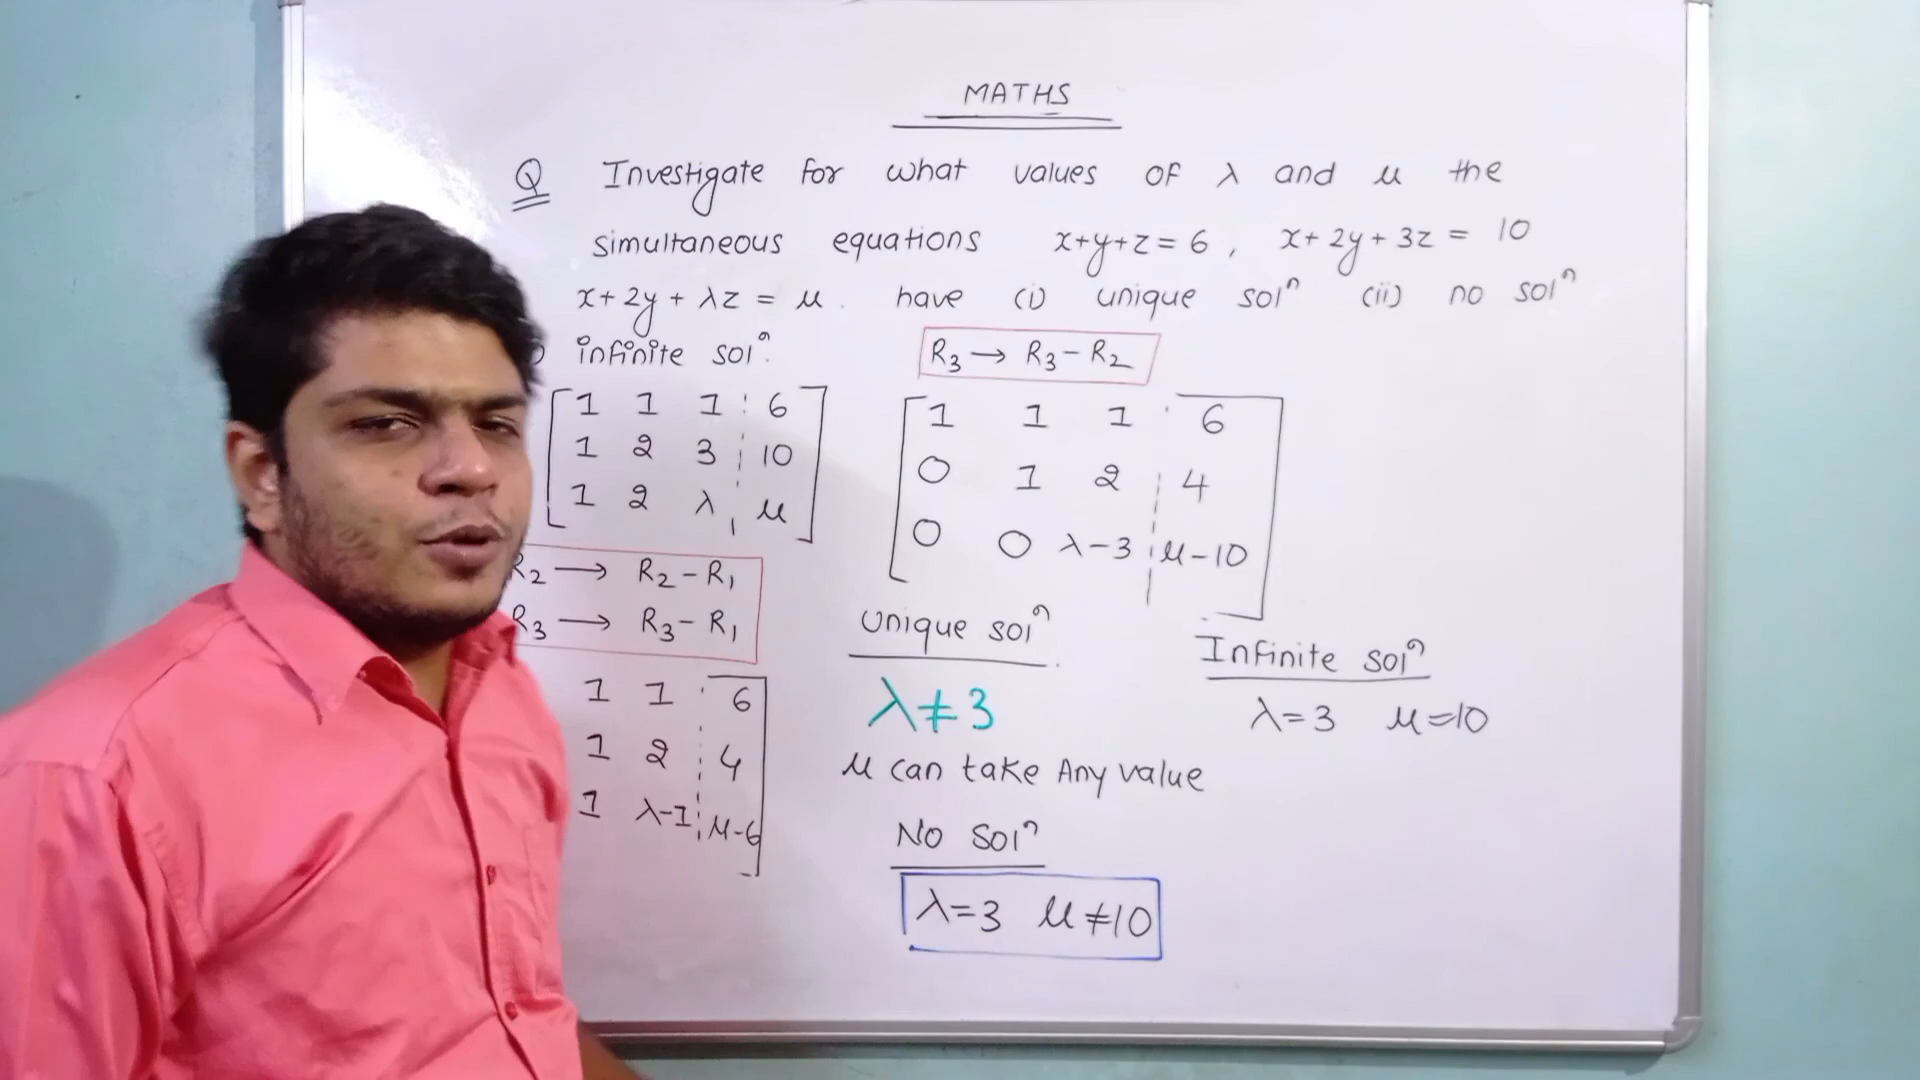 MATHS
Q Investigate for what values of λ and μ the
simultaneous equations x+y+z = 6 , x+2y+3z = 10
x+2y+λz = μ . have (i) unique solⁿ (ii) no solⁿ
infinite solⁿ.
1 1 1 6
1 2 3 10
1 2 λ μ
R₂ → R₂-R₁
R₃ → R₃-R₁
1 1 6
1 2 4
1 λ-1 μ-6
R₃ → R₃-R₂
1 1 1 6
0 1 2 4
0 0 λ-3 μ-10
Unique solⁿ
λ≠3
μ can take Any value
No solⁿ
λ=3 μ≠10
Infinite solⁿ
λ=3 μ=10